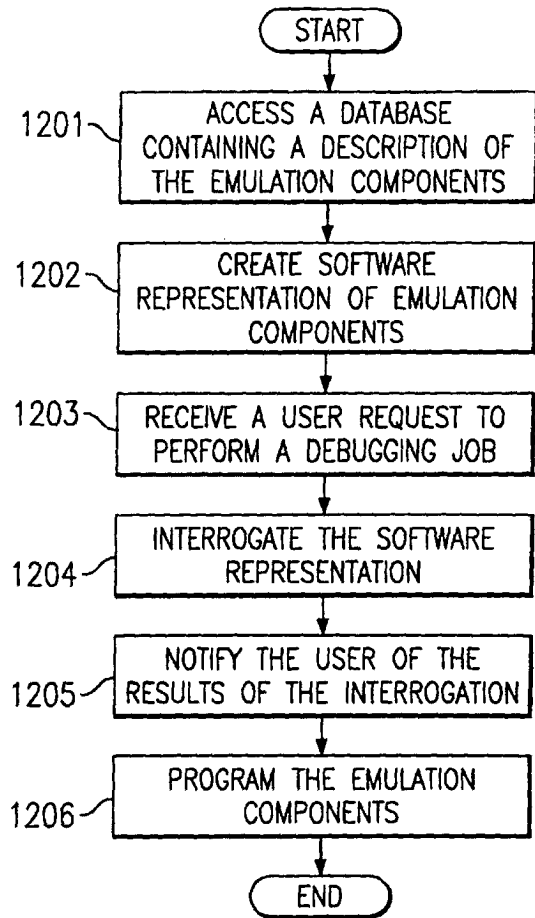 START
1201
ACCESS A DATABASE
CONTAINING A DESCRIPTION OF
THE EMULATION COMPONENTS
1202
CREATE SOFTWARE
REPRESENTATION OF EMULATION
COMPONENTS
1203
RECEIVE A USER REQUEST TO
PERFORM A DEBUGGING JOB
1204
INTERROGATE THE SOFTWARE
REPRESENTATION
1205
NOTIFY THE USER OF THE
RESULTS OF THE INTERROGATION
1206
PROGRAM THE EMULATION
COMPONENTS
END